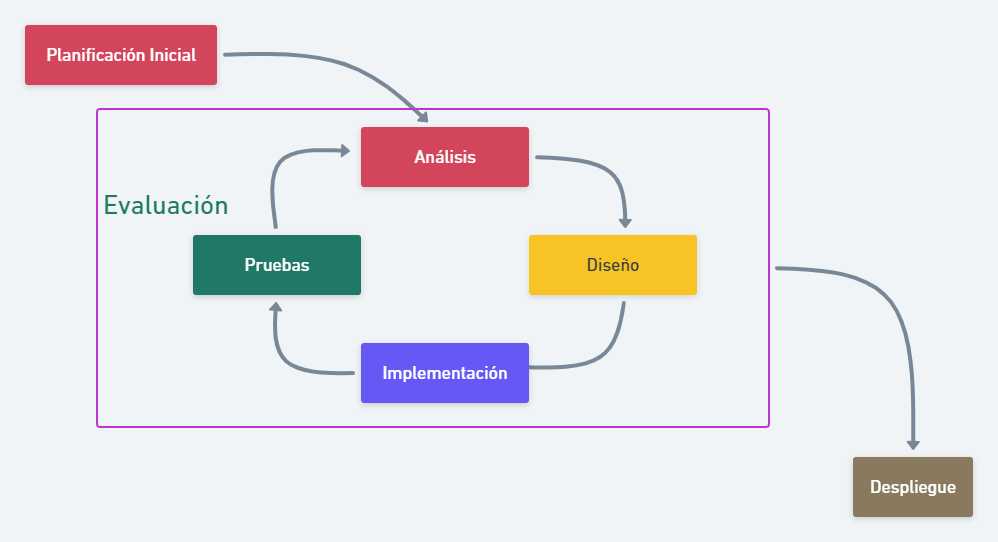 Planificación Inicial
Análisis
Evaluación
Pruebas
Diseño
Implementación
Despliegue